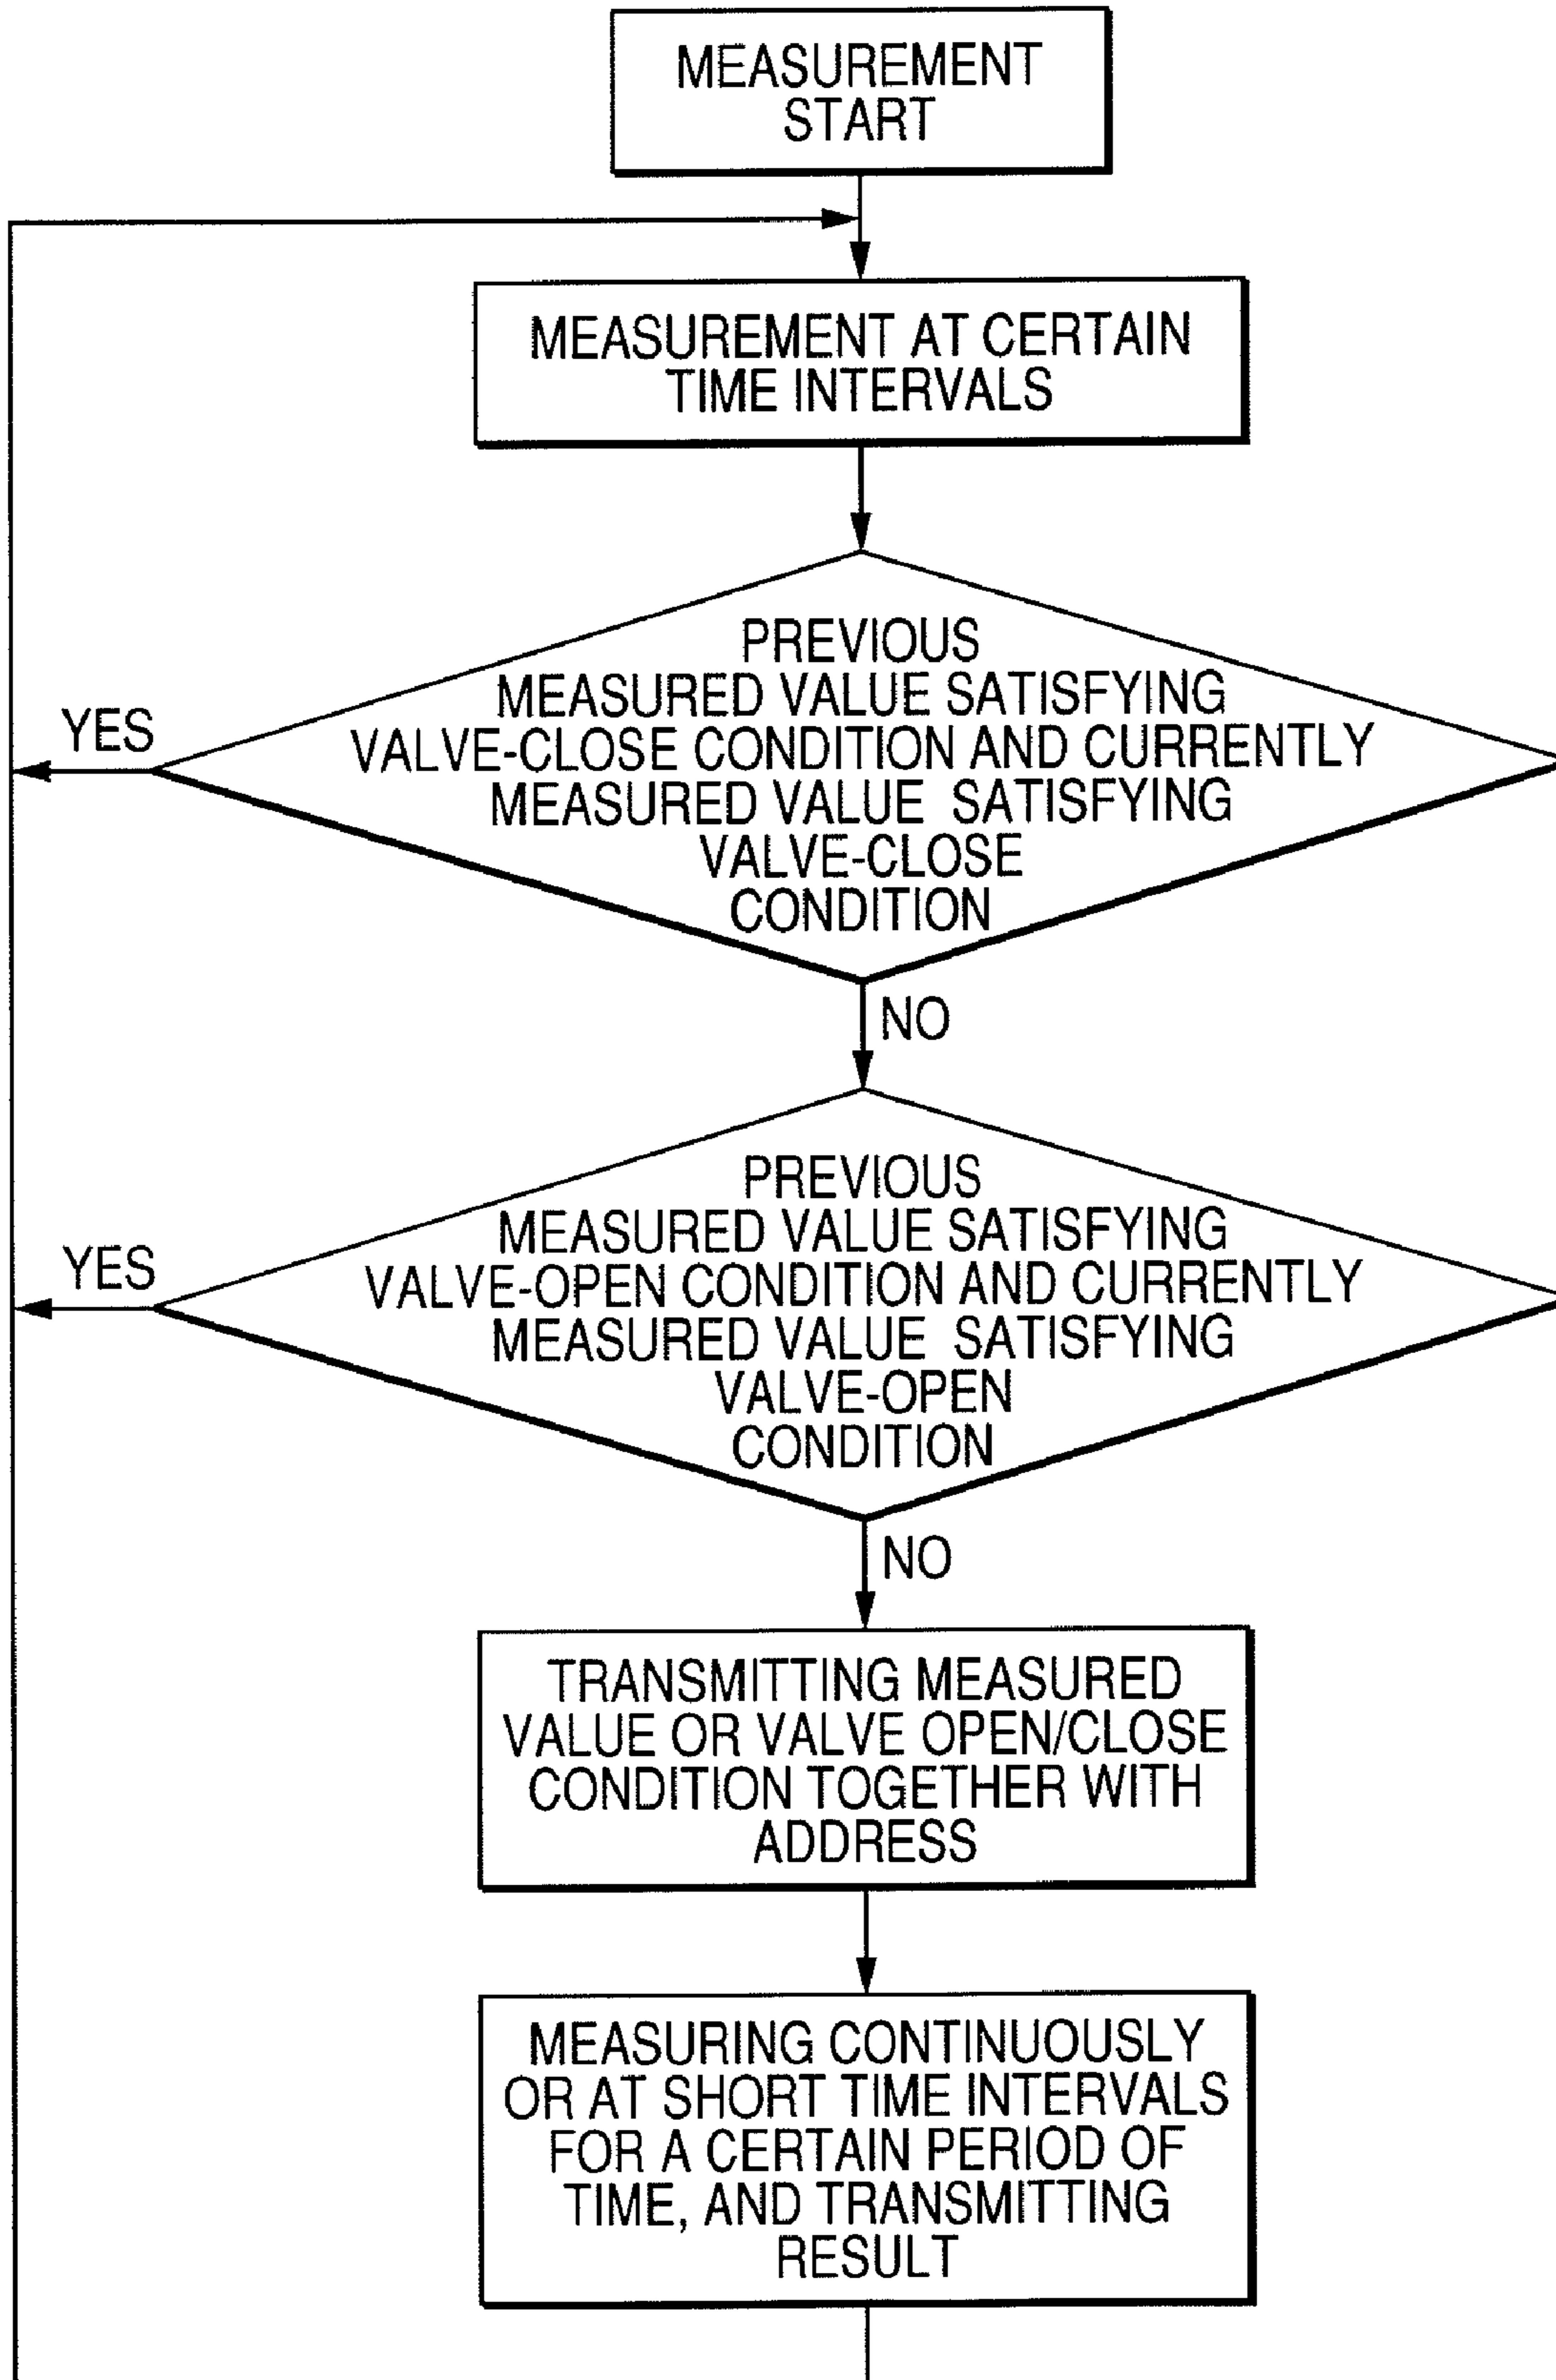 MEASUREMENT
START
MEASUREMENT AT CERTAIN
TIME INTERVALS
PREVIOUS
MEASURED VALUE SATISFYING
VALVE-CLOSE CONDITION AND CURRENTLY
MEASURED VALUE SATISFYING
VALVE-CLOSE
CONDITION
YES
NO
PREVIOUS
MEASURED VALUE SATISFYING
VALVE-OPEN CONDITION AND CURRENTLY
MEASURED VALUE SATISFYING
VALVE-OPEN
CONDITION
YES
NO
TRANSMITTING MEASURED
VALUE OR VALVE OPEN/CLOSE
CONDITION TOGETHER WITH
ADDRESS
MEASURING CONTINUOUSLY
OR AT SHORT TIME INTERVALS
FOR A CERTAIN PERIOD OF
TIME, AND TRANSMITTING
RESULT